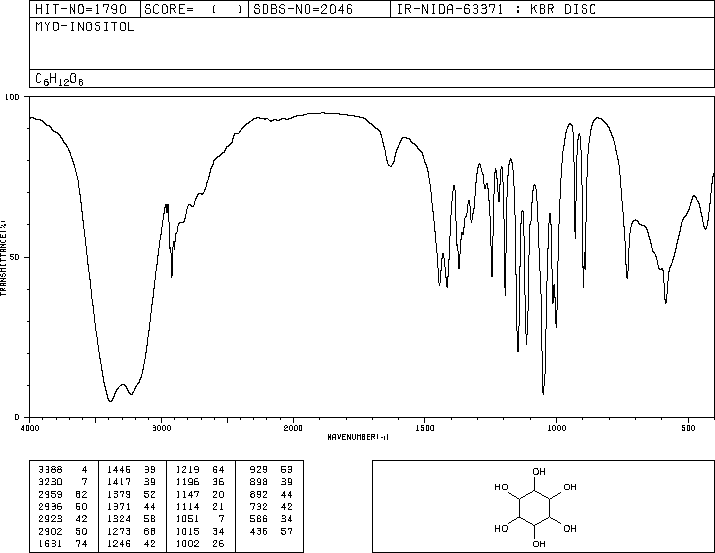 HIT-NO=1790 SCORE= ( ) SDBS-NO=2046 IR-NIDA-63371 : KBR DISC
MYO-INOSITOL
C6H12O6
100
50
0
TRANSMITTANCE(%)
4000 3000 2000 1500 1000 500
WAVENUMBER(-1)
3388 4 1446 39 1219 64 929 53
3230 7 1417 39 1196 36 898 39
2959 62 1379 52 1147 20 892 44
2936 60 1371 44 1114 21 732 42
2923 42 1324 58 1051 7 586 34
2902 50 1273 68 1015 34 436 57
1631 74 1246 42 1002 26
OH
HO OH
HO OH
OH